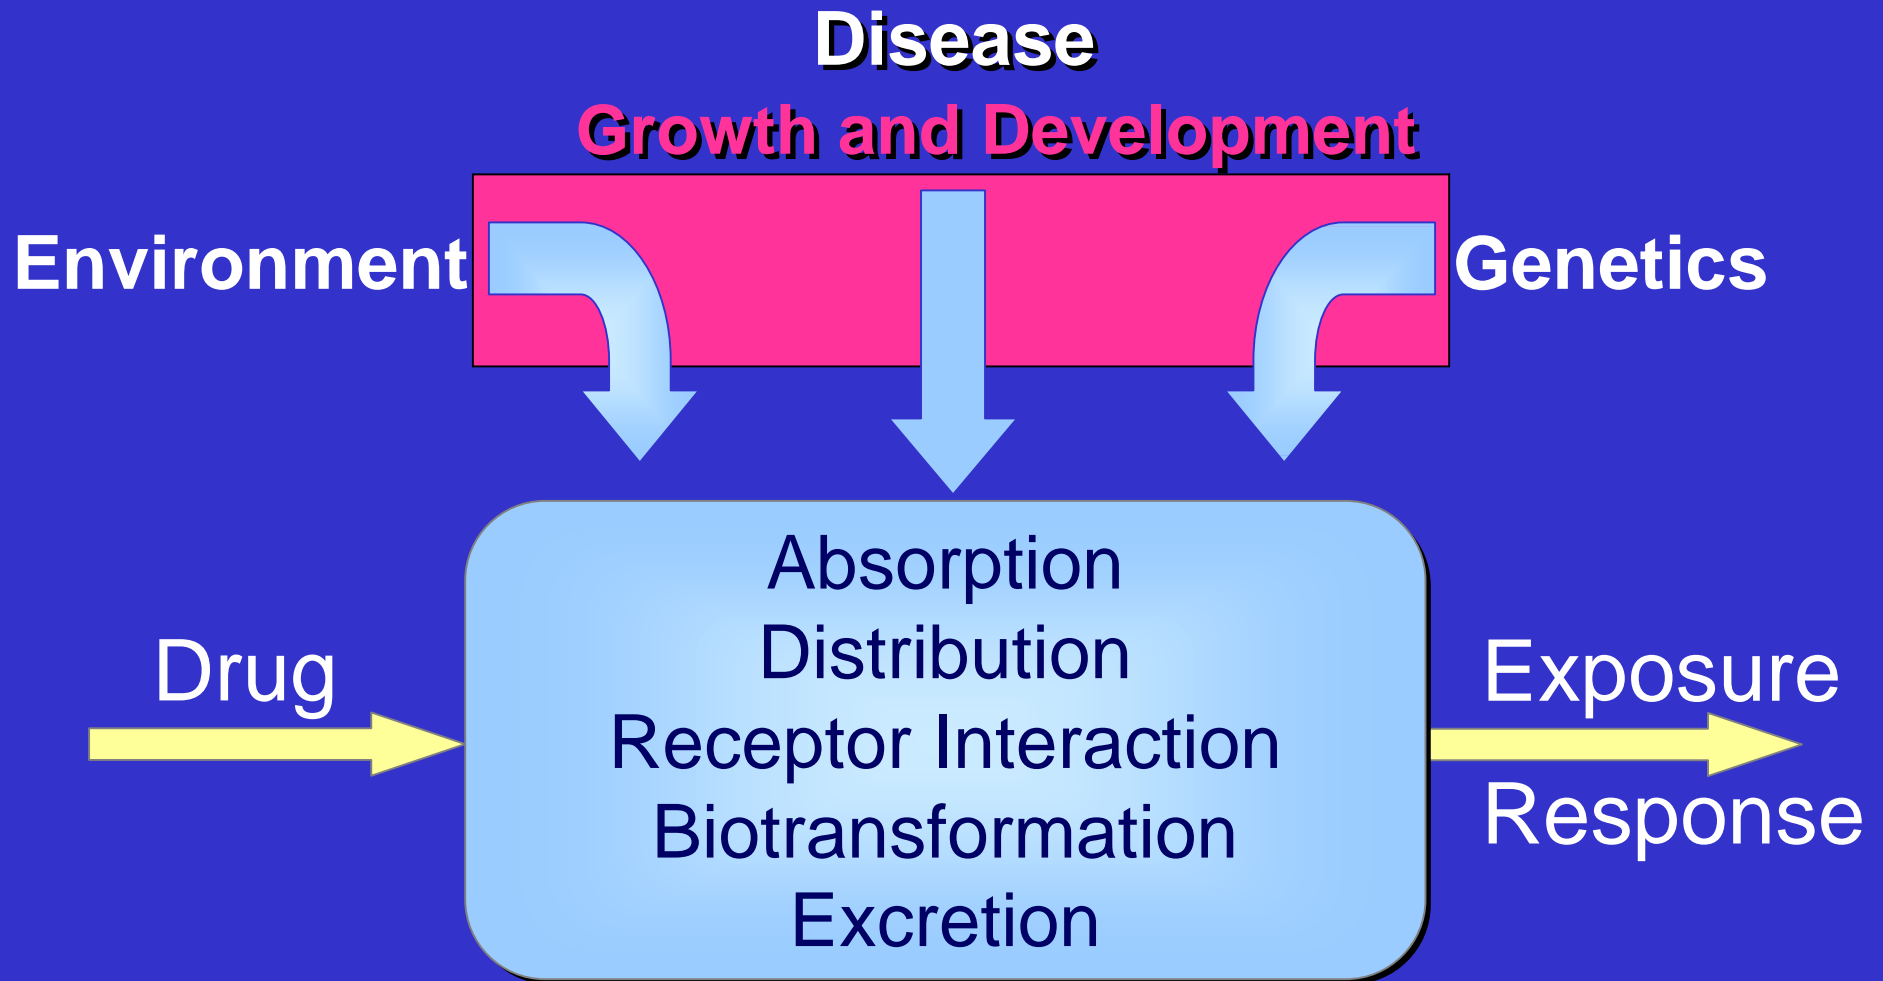 Disease
Growth and Development
Environment
Genetics
Drug
Absorption
Distribution
Receptor Interaction
Biotransformation
Excretion
Exposure
Response